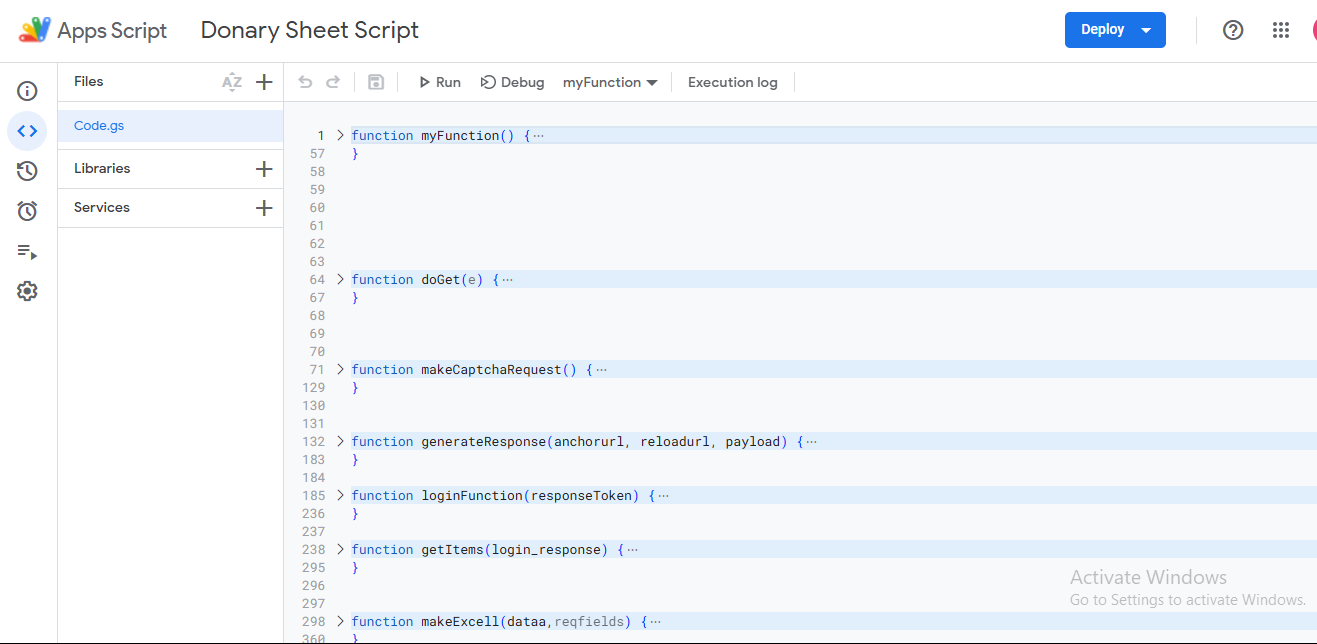 Apps Script
Donary Sheet Script
Deploy
Files
AZ
Run
Debug
myFunction
Execution log
Code.gs
Libraries
Services
1 function myFunction() {···
57 }
58
59
60
61
62
63
64 function doGet(e) {···
67 }
68
69
70
71 function makeCaptchaRequest() {···
129 }
130
131
132 function generateResponse(anchorurl, reloadurl, payload) {···
183 }
184
185 function loginFunction(responseToken) {···
236 }
237
238 function getItems(login_response) {···
295 }
296
297
298 function makeExcell(dataa,reqfields) {···
360 }
Activate Windows
Go to Settings to activate Windows.